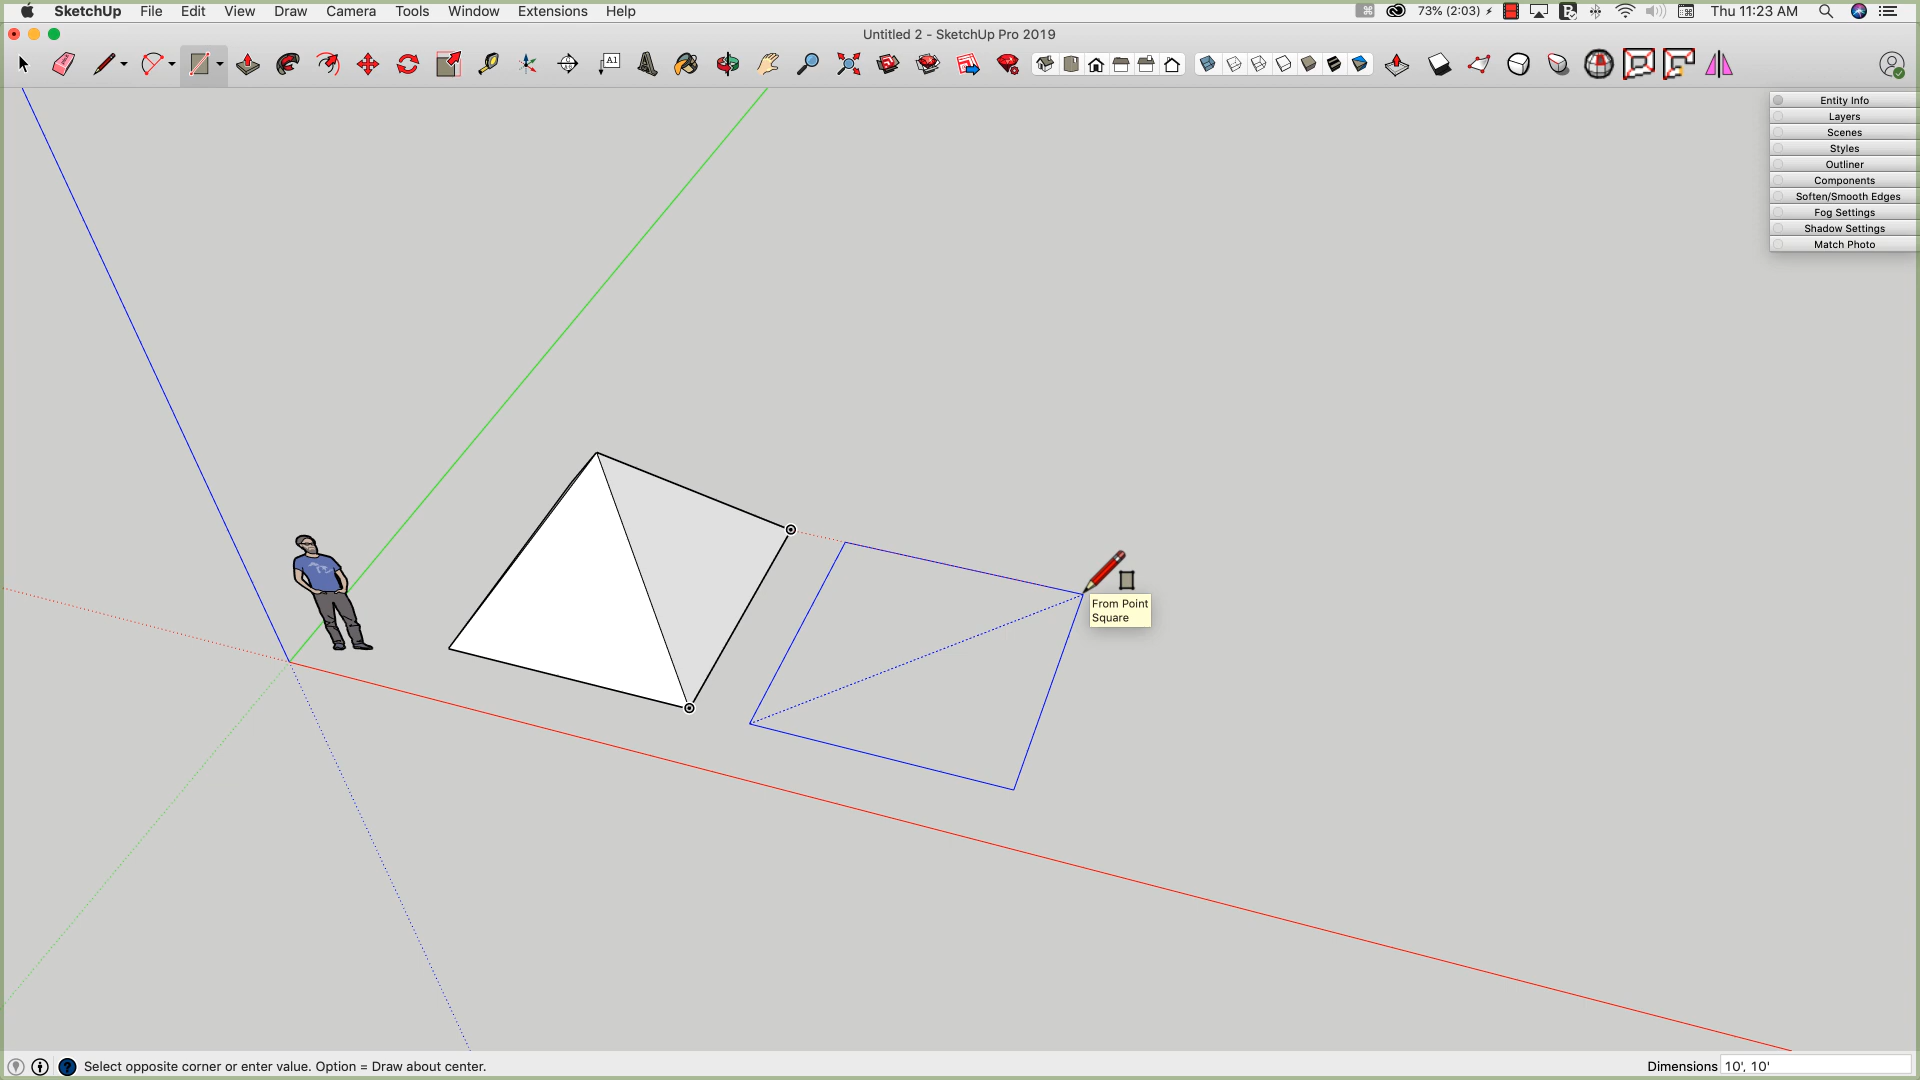 SketchUp File Edit View Draw Camera Tools Window Extensions Help 73% (2:03) Thu 11:23 AM
Untitled 2 - SketchUp Pro 2019
A1
Entity Info
Layers
Scenes
Styles
Outliner
Components
Soften/Smooth Edges
Fog Settings
Shadow Settings
Match Photo
From Point
Square
Select opposite corner or enter value. Option = Draw about center.
Dimensions 10', 10'